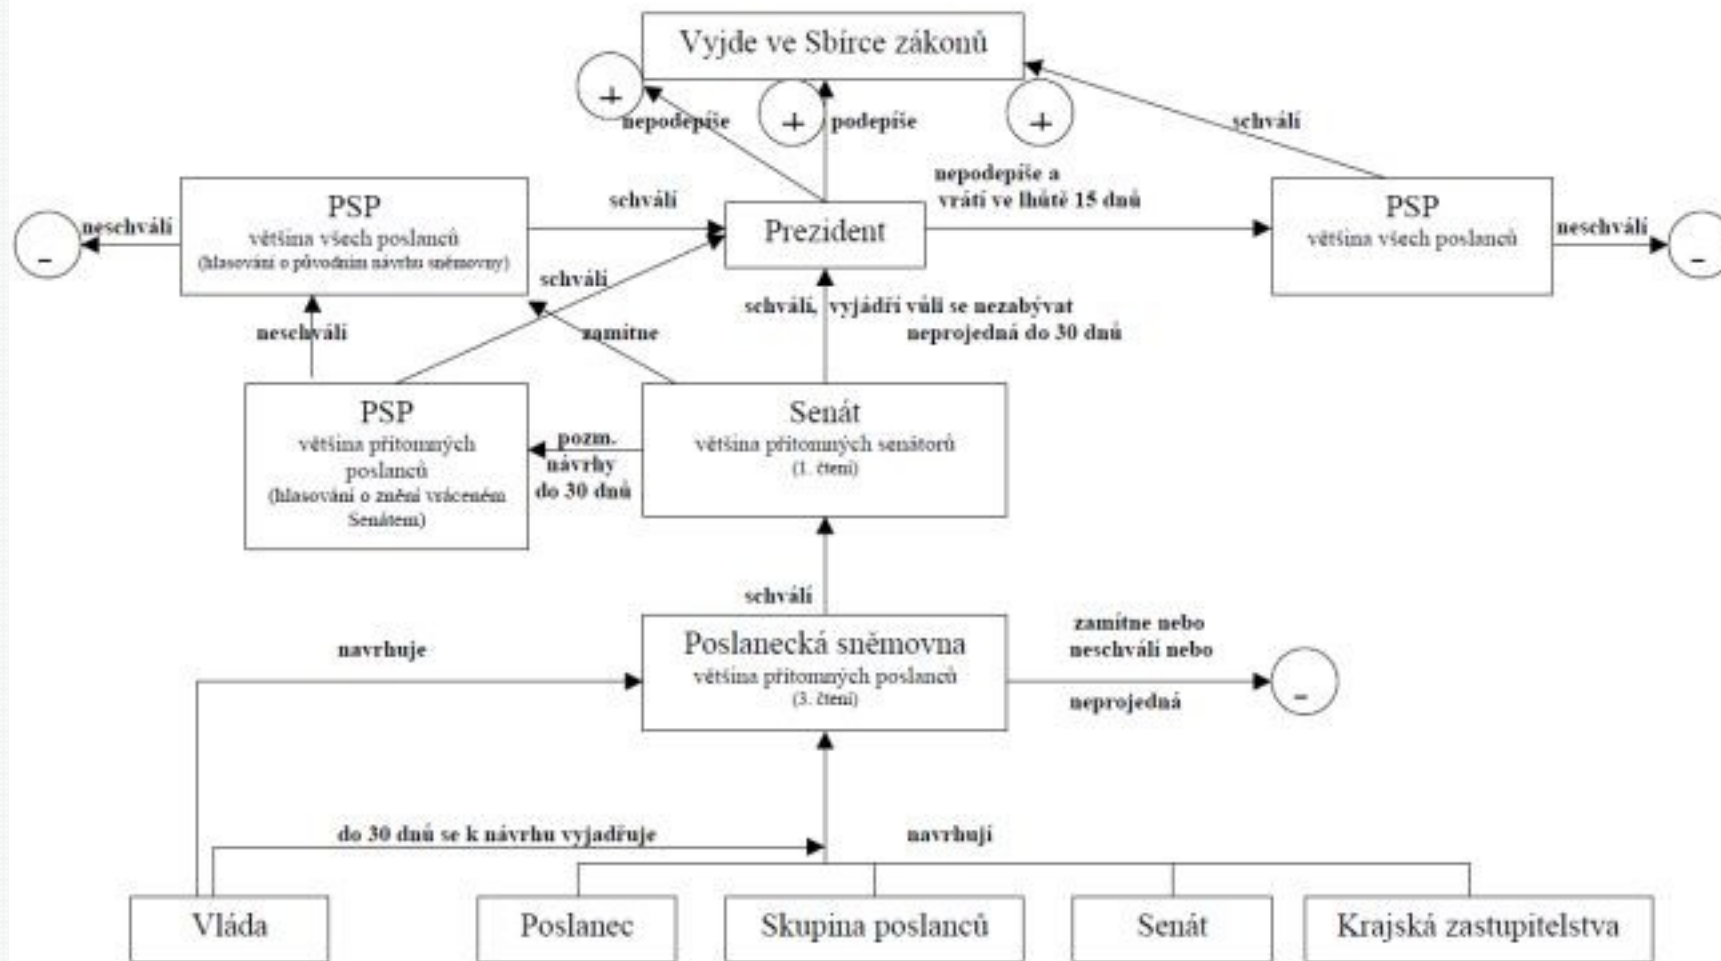 Vyjde ve Sbírce zákonů
+
+
+
nepodepíše
podepíše
schválí
nepodepíše a
vrátí ve lhůtě 15 dnů
PSP
většina všech poslanců
(hlasování o původním návrhu sněmovny)
schválí
Prezident
PSP
většina všech poslanců
neschválí
-
neschválí
-
schválí
schválí, vyjádří vůli se nezabývat
neprojedná do 30 dnů
neschválí
zamítne
PSP
většina přítomných
poslanců
(hlasování o znění vráceném
Senátem)
pozm.
návrhy
do 30 dnů
Senát
většina přítomných senátorů
(1. čtení)
schválí
navrhuje
Poslanecká sněmovna
většina přítomných poslanců
(3. čtení)
zamítne nebo
neschválí nebo
neprojedná
-
do 30 dnů se k návrhu vyjadřuje
navrhují
Vláda
Poslanec
Skupina poslanců
Senát
Krajská zastupitelstva